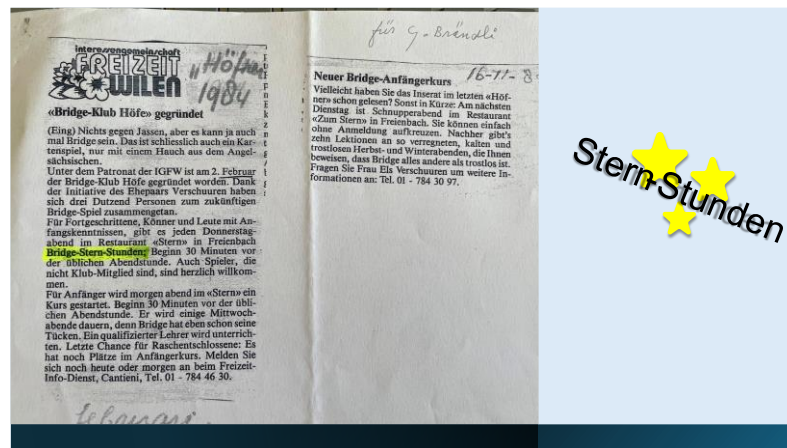 für G. Brändli
interessengemeinschaft
FREIZEIT
WILEN
"Höfner"
1984
«Bridge-Klub Höfe» gegründet
(Eing) Nichts gegen Jassen, aber es kann ja auch
mal Bridge sein. Das ist schliesslich auch ein Kar-
tenspiel, nur mit einem Hauch aus dem Angel-
sächsischen.
Unter dem Patronat der IGFW ist am 2. Februar
der Bridge-Klub Höfe gegründet worden. Dank
der Initiative des Ehepaars Verschuuren haben
sich drei Dutzend Personen zum zukünftigen
Bridge-Spiel zusammengetan.
Für Fortgeschrittene, Könner und Leute mit An-
fangskenntnissen, gibt es jeden Donnerstag-
abend im Restaurant «Stern» in Freienbach
Bridge-Stern-Stunden; Beginn 30 Minuten vor
der üblichen Abendstunde. Auch Spieler, die
nicht Klub-Mitglied sind, sind herzlich willkom-
men.
Für Anfänger wird morgen abend im «Stern» ein
Kurs gestartet. Beginn 30 Minuten vor der übli-
chen Abendstunde. Er wird einige Mittwoch-
abende dauern, denn Bridge hat eben schon seine
Tücken. Ein qualifizierter Lehrer wird unterrich-
ten. Letzte Chance für Raschentschlossene: Es
hat noch Plätze im Anfängerkurs. Melden Sie
sich noch heute oder morgen an beim Freizeit-
Info-Dienst, Cantieni, Tel. 01 - 784 46 30.
februari
16-11-8
Neuer Bridge-Anfängerkurs
Vielleicht haben Sie das Inserat im letzten «Höf-
ner» schon gelesen? Sonst in Kürze: Am nächsten
Dienstag ist Schnupperabend im Restaurant
«Zum Stern» in Freienbach. Sie können einfach
ohne Anmeldung aufkreuzen. Nachher gibt's
zehn Lektionen an so verregneten, kalten und
trostlosen Herbst- und Winterabenden, die Ihnen
beweisen, dass Bridge alles andere als trostlos ist.
Fragen Sie Frau Els Verschuuren um weitere In-
formationen an: Tel. 01 - 784 30 97.
Stern-Stunden